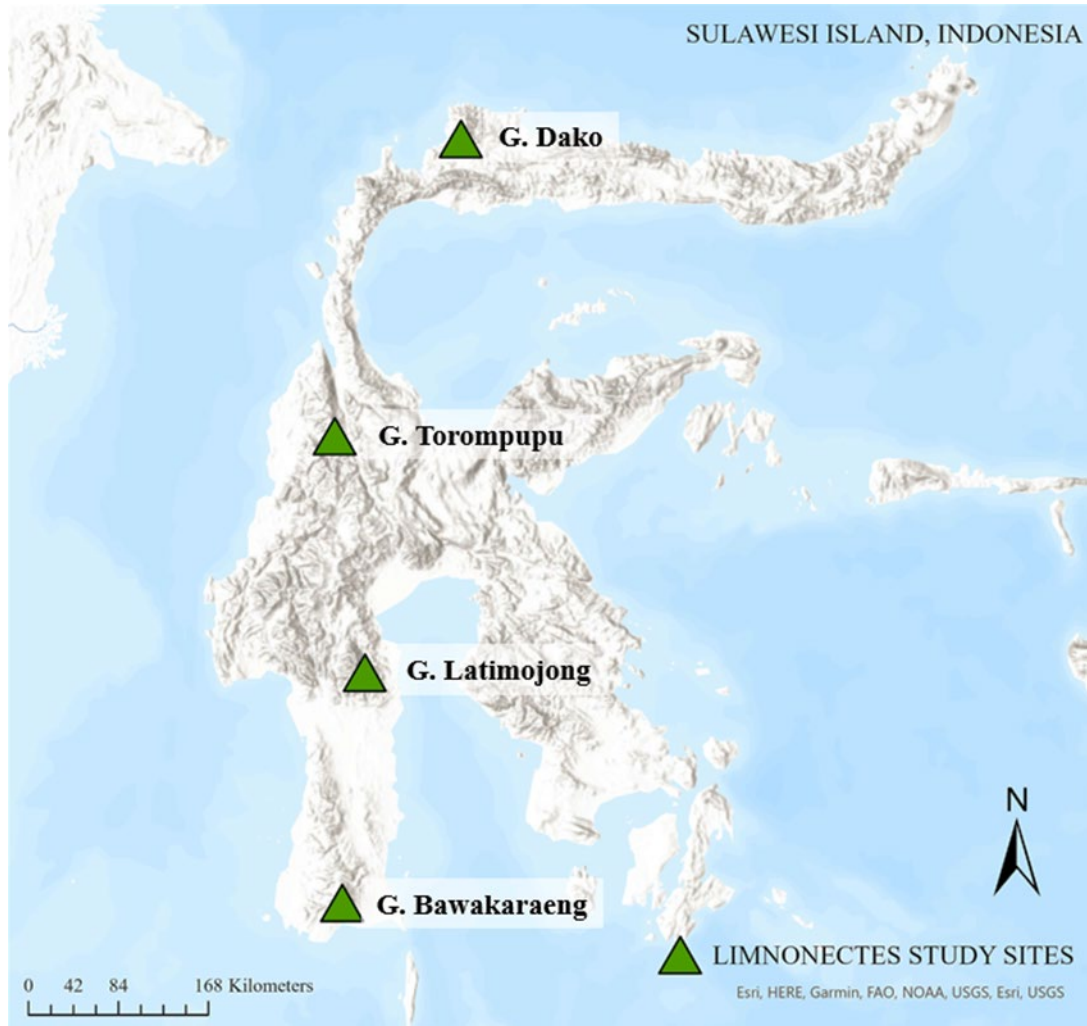 SULAWESI ISLAND, INDONESIA
G. Dako
G. Torompupu
G. Latimojong
G. Bawakaraeng
N
LIMNONECTES STUDY SITES
0 42 84 168 Kilometers
Esri, HERE, Garmin, FAO, NOAA, USGS, Esri, USGS